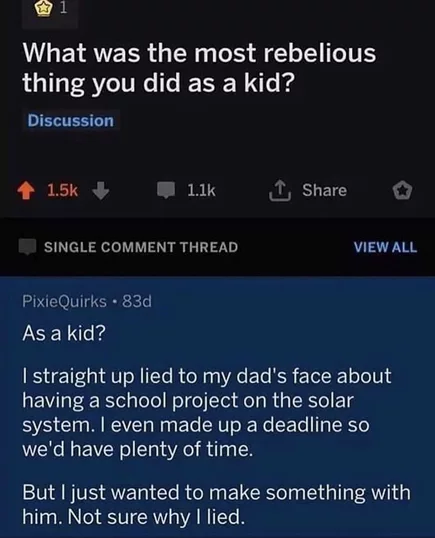 1
What was the most rebelious
thing you did as a kid?
Discussion
1.5k 1.1k Share
SINGLE COMMENT THREAD VIEW ALL
PixieQuirks • 83d
As a kid?
I straight up lied to my dad's face about
having a school project on the solar
system. I even made up a deadline so
we'd have plenty of time.
But I just wanted to make something with
him. Not sure why I lied.